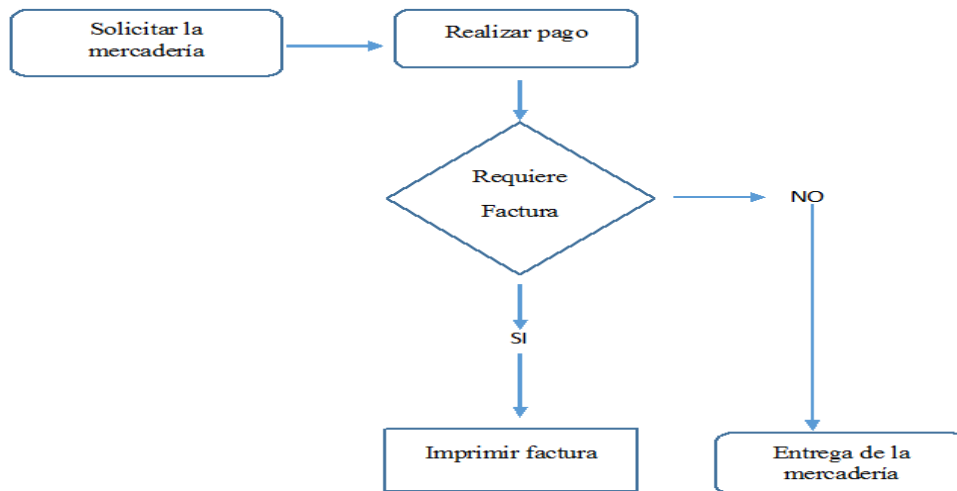 Solicitar la
mercadería
Realizar pago
Requiere
Factura
NO
SI
Imprimir factura
Entrega de la
mercadería